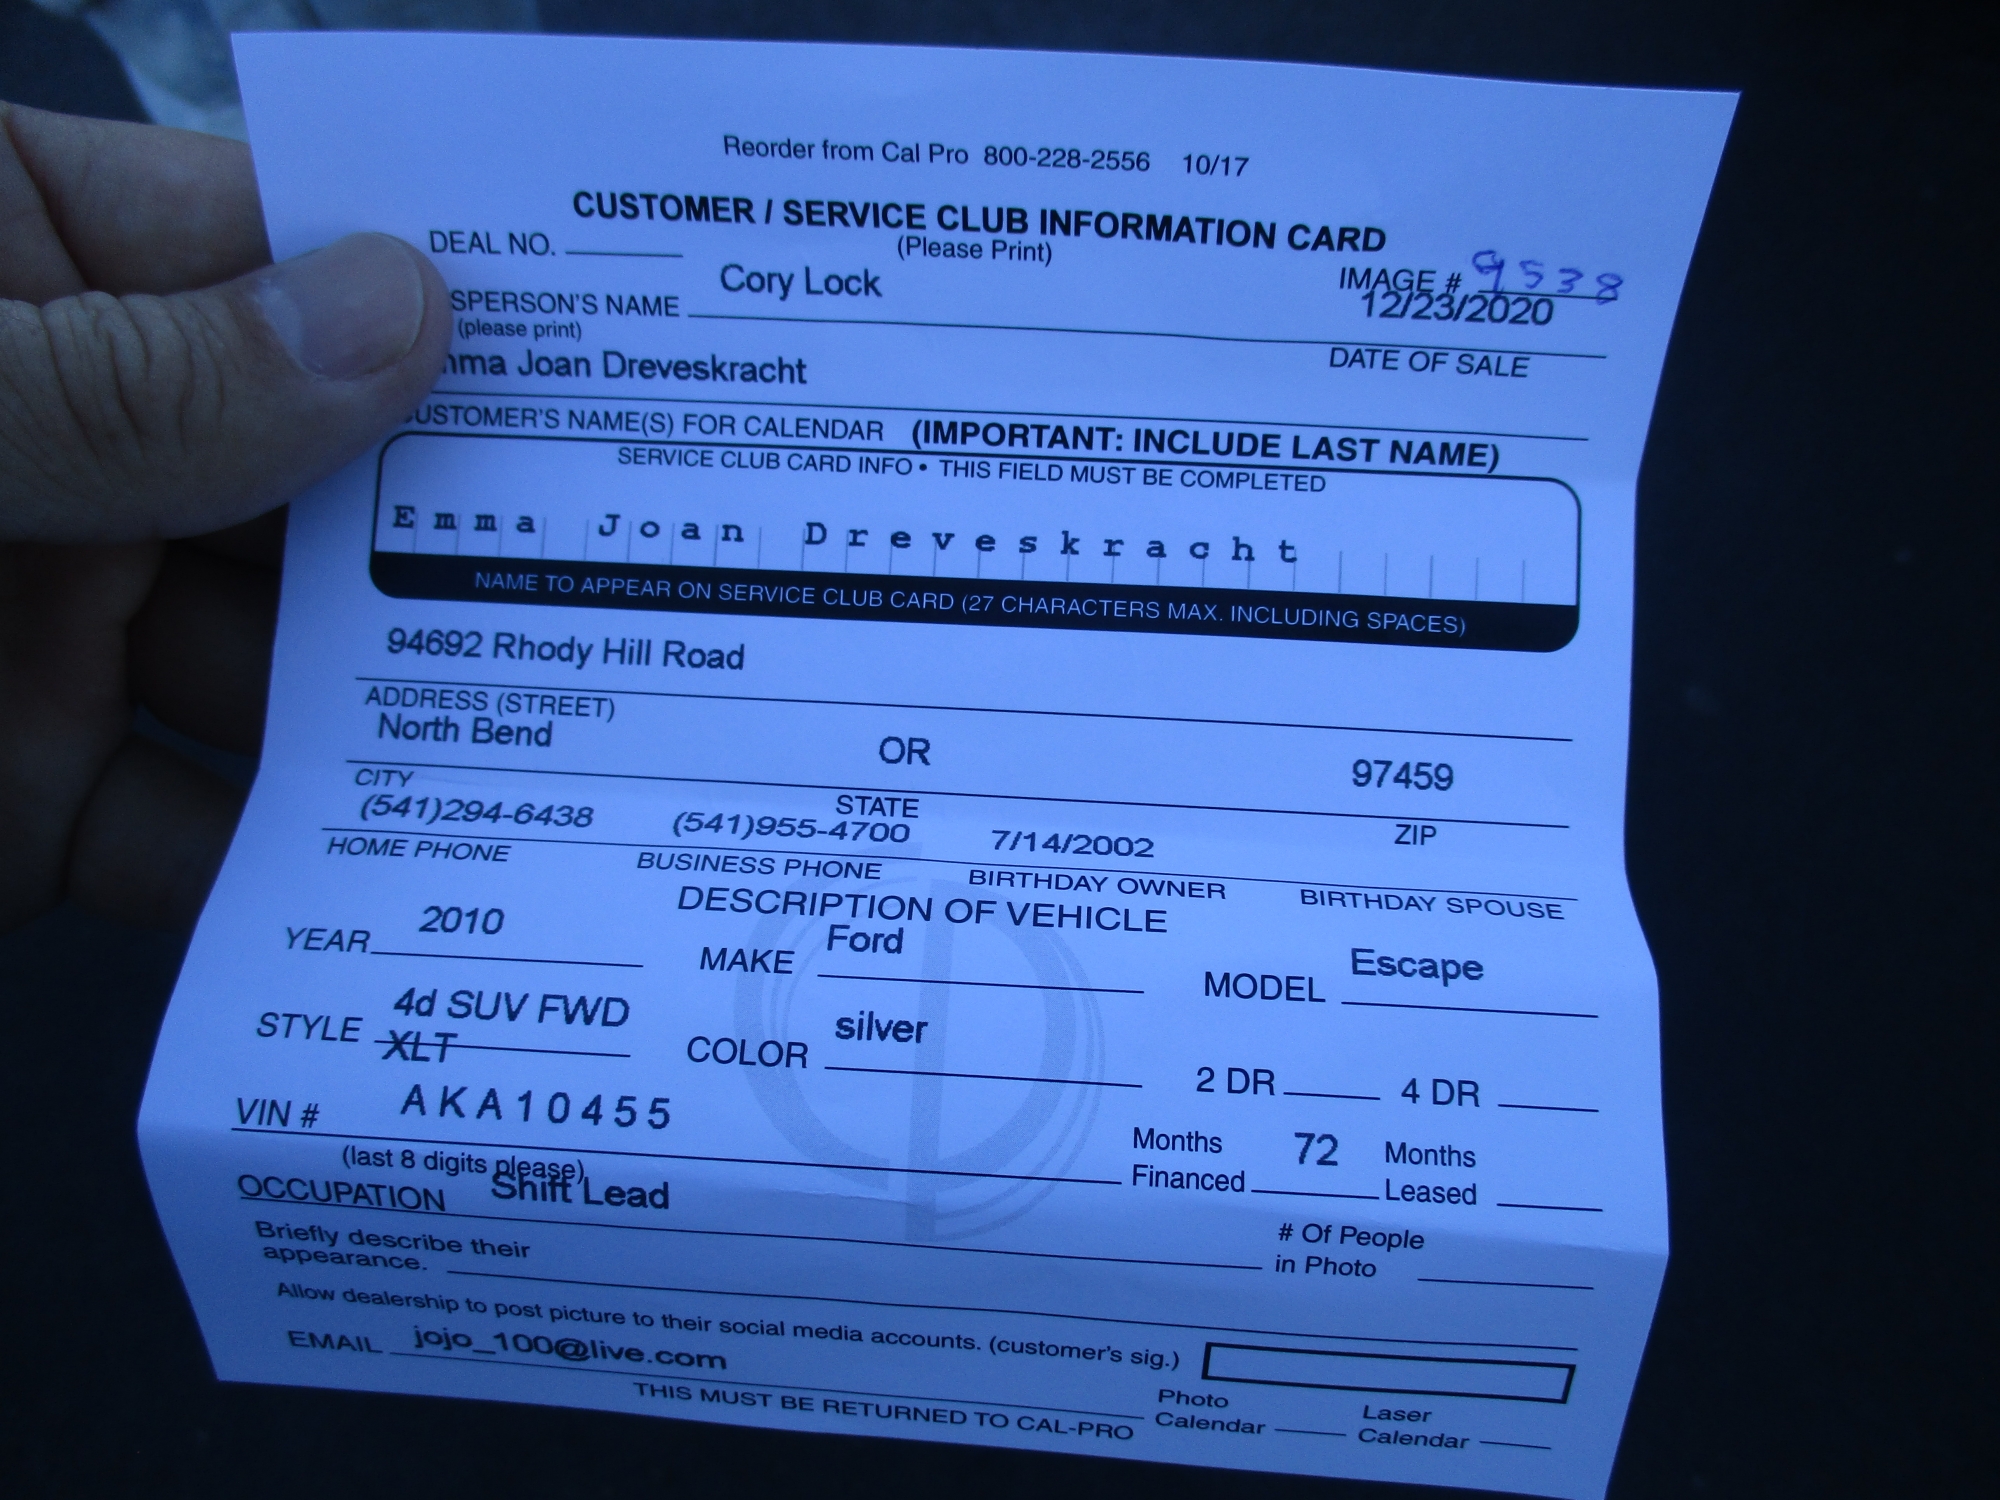 Reorder from Cal Pro 800-228-2556 10/17
CUSTOMER / SERVICE CLUB INFORMATION CARD
(Please Print)
DEAL NO.
IMAGE # 9538
SPERSON'S NAME Cory Lock 12/23/2020
(please print)
DATE OF SALE
mma Joan Dreveskracht
CUSTOMER'S NAME(S) FOR CALENDAR (IMPORTANT: INCLUDE LAST NAME)
SERVICE CLUB CARD INFO • THIS FIELD MUST BE COMPLETED
Emma Joan Dreveskracht
NAME TO APPEAR ON SERVICE CLUB CARD (27 CHARACTERS MAX. INCLUDING SPACES)
94692 Rhody Hill Road
ADDRESS (STREET)
North Bend OR 97459
CITY STATE ZIP
(541)294-6438 (541)955-4700 7/14/2002
HOME PHONE BUSINESS PHONE BIRTHDAY OWNER BIRTHDAY SPOUSE
DESCRIPTION OF VEHICLE
YEAR 2010 MAKE Ford MODEL Escape
STYLE 4d SUV FWD XLT COLOR silver 2 DR 4 DR
VIN # AKA10455
(last 8 digits please)
Months Financed 72 Months Leased
OCCUPATION Shift Lead
Briefly describe their appearance.
# Of People in Photo
Allow dealership to post picture to their social media accounts. (customer's sig.)
EMAIL jojo_100@live.com
THIS MUST BE RETURNED TO CAL-PRO
Photo Calendar Laser Calendar